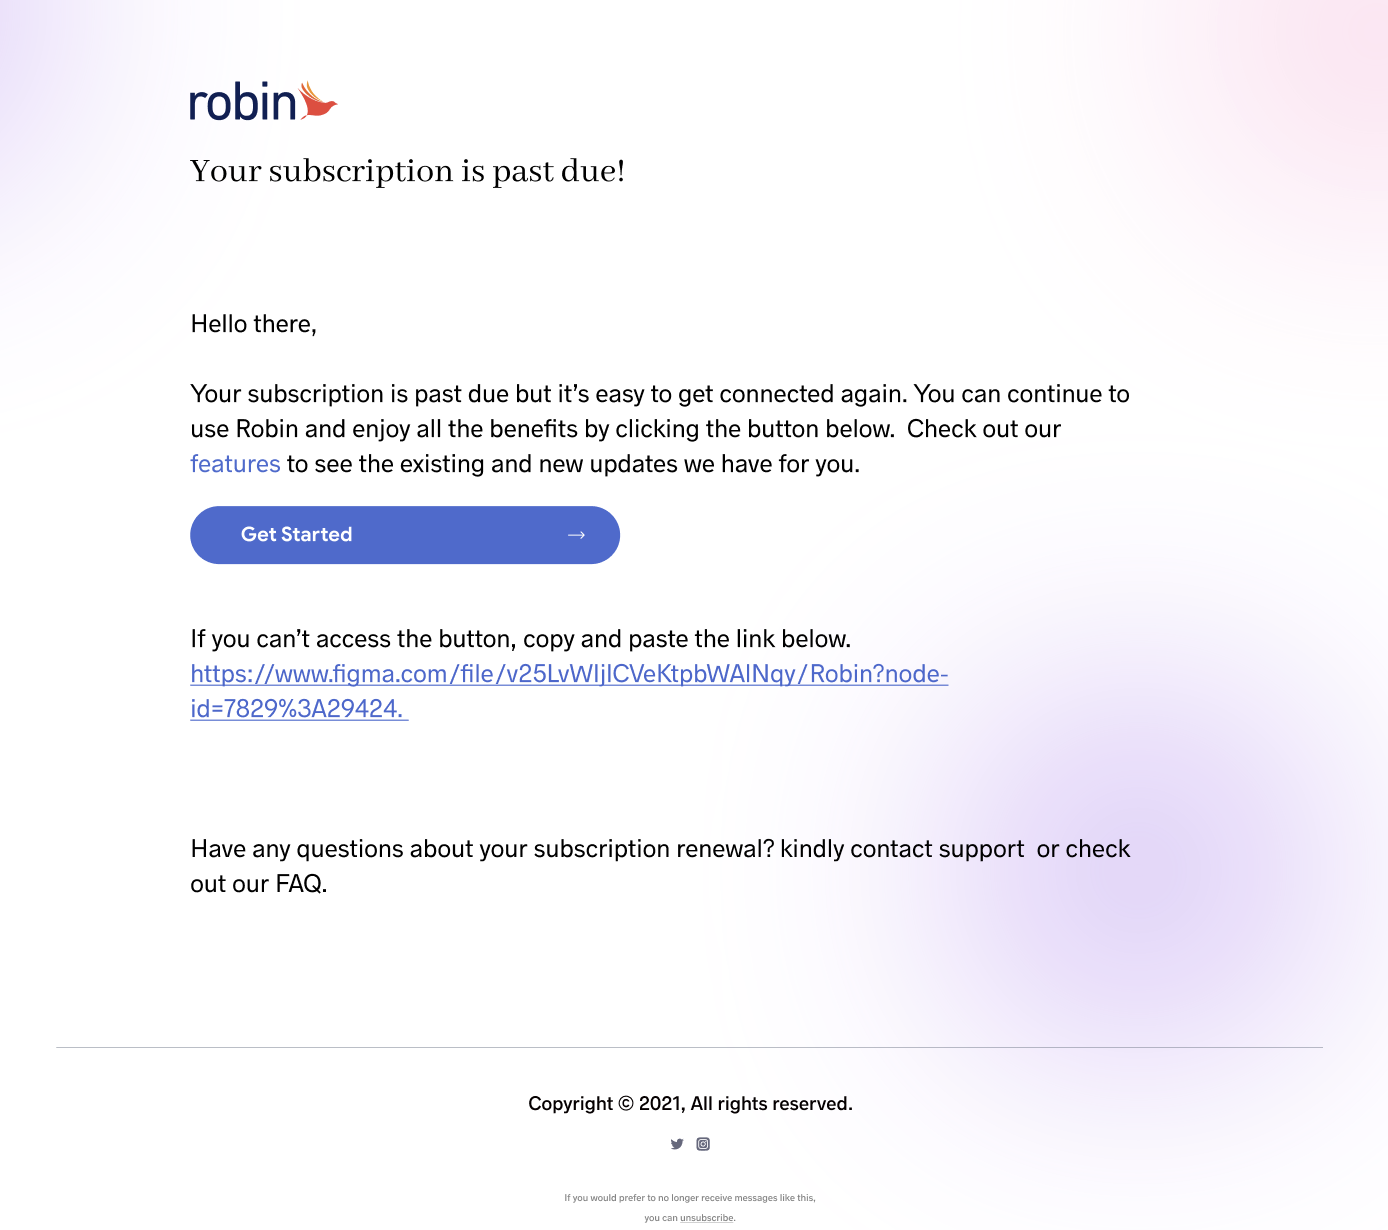 robin
Your subscription is past due!
Hello there,
Your subscription is past due but it’s easy to get connected again. You can continue to
use Robin and enjoy all the benefits by clicking the button below.  Check out our
features to see the existing and new updates we have for you.
Get Started
If you can’t access the button, copy and paste the link below.
https://www.figma.com/file/v25LvWIjlCVeKtpbWAlNqy/Robin?node-
id=7829%3A29424.
Have any questions about your subscription renewal? kindly contact support  or check
out our FAQ.
Copyright © 2021, All rights reserved.
If you would prefer to no longer receive messages like this,
you can unsubscribe.